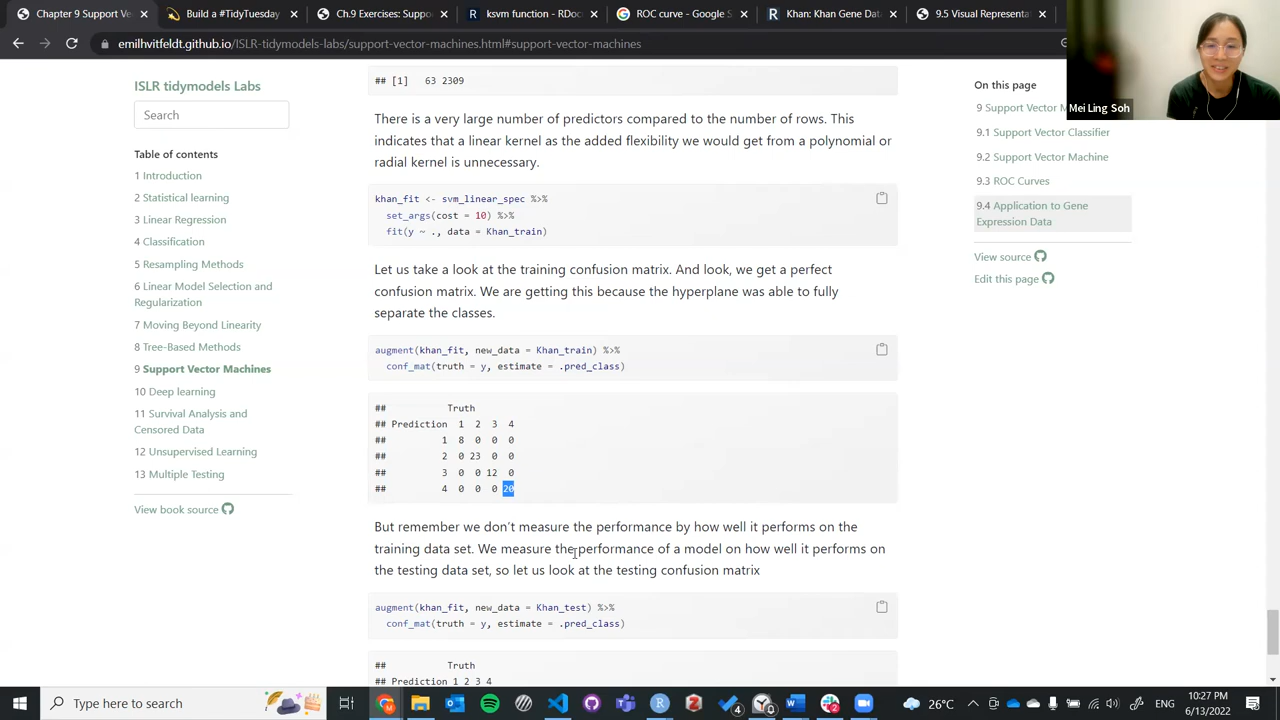 Chapter 9. Suppor
Tuesday
Ch.9 Exercises: Suppor
ksvm function - RDoc
ROC curve - Google S
Khan: Khan Gene Data
9.5 Visual Representat
emilhvitfeldt.github.io/ISLR-tidymodels-labs/support-vector-machines.html#support-vector-machines
Mei Ling Soh
ISLR tidymodels Labs
Search
Table of contents
1 Introduction
2 Statistical learning
3 Linear Regression
4 Classification
5 Resampling Methods
6 Linear Model Selection and
Regularization
7 Moving Beyond Linearity
8 Tree-Based Methods
9 Support Vector Machines
10 Deep learning
11 Survival Analysis and
Censored Data
12 Unsupervised Learning
13 Multiple Testing
View book source
## [1]   63 2309
There is a very large number of predictors compared to the number of rows. This
indicates that a linear kernel as the added flexibility we would get from a polynomial or
radial kernel is unnecessary.
khan_fit <- svm_linear_spec %>%
set_args(cost = 10) %>%
fit(y ~ ., data = Khan_train)
Let us take a look at the training confusion matrix. And look, we get a perfect
confusion matrix. We are getting this because the hyperplane was able to fully
separate the classes.
augment(khan_fit, new_data = Khan_train) %>%
conf_mat(truth = y, estimate = .pred_class)
##           Truth
## Prediction  1  2  3  4
##          1  8  0  0  0
##          2  0 23  0  0
##          3  0  0 12  0
##          4  0  0  0 20
But remember we don't measure the performance by how well it performs on the
training data set. We measure the performance of a model on how well it performs on
the testing data set, so let us look at the testing confusion matrix
augment(khan_fit, new_data = Khan_test) %>%
conf_mat(truth = y, estimate = .pred_class)
##           Truth
## Prediction 1 2 3 4
On this page
9 Support Vector M
9.1 Support Vector Classifier
9.2 Support Vector Machine
9.3 ROC Curves
9.4 Application to Gene
Expression Data
View source
Edit this page
Type here to search
4
0
2
26°C
10:27 PM
6/13/2022